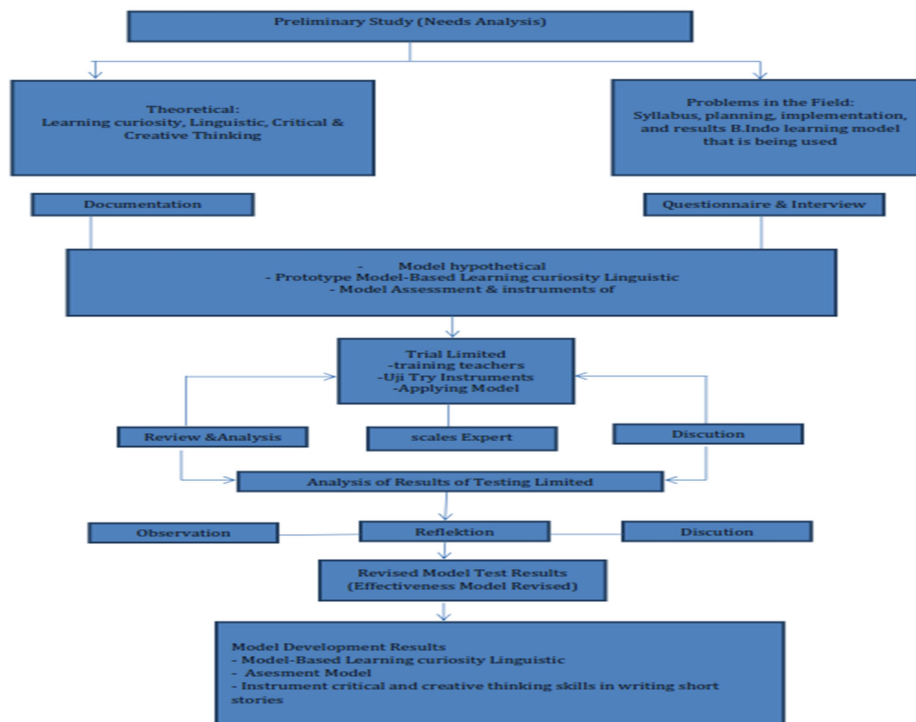 Preliminary Study (Needs Analysis)
Theoretical:
Learning curiosity, Linguistic, Critical &
Creative Thinking
Problems in the Field:
Syllabus, planning, implementation,
and results B.Indo learning model
that is being used
Documentation
Questionnaire & Interview
- Model hypothetical
- Prototype Model-Based Learning curiosity Linguistic
- Model Assessment & instruments of
Trial Limited
-training teachers
-Uji Try Instruments
-Applying Model
Review &Analysis
scales Expert
Discution
Analysis of Results of Testing Limited
Observation
Reflektion
Discution
Revised Model Test Results
(Effectiveness Model Revised)
Model Development Results
- Model-Based Learning curiosity Linguistic
- Asesment Model
- Instrument critical and creative thinking skills in writing short
stories